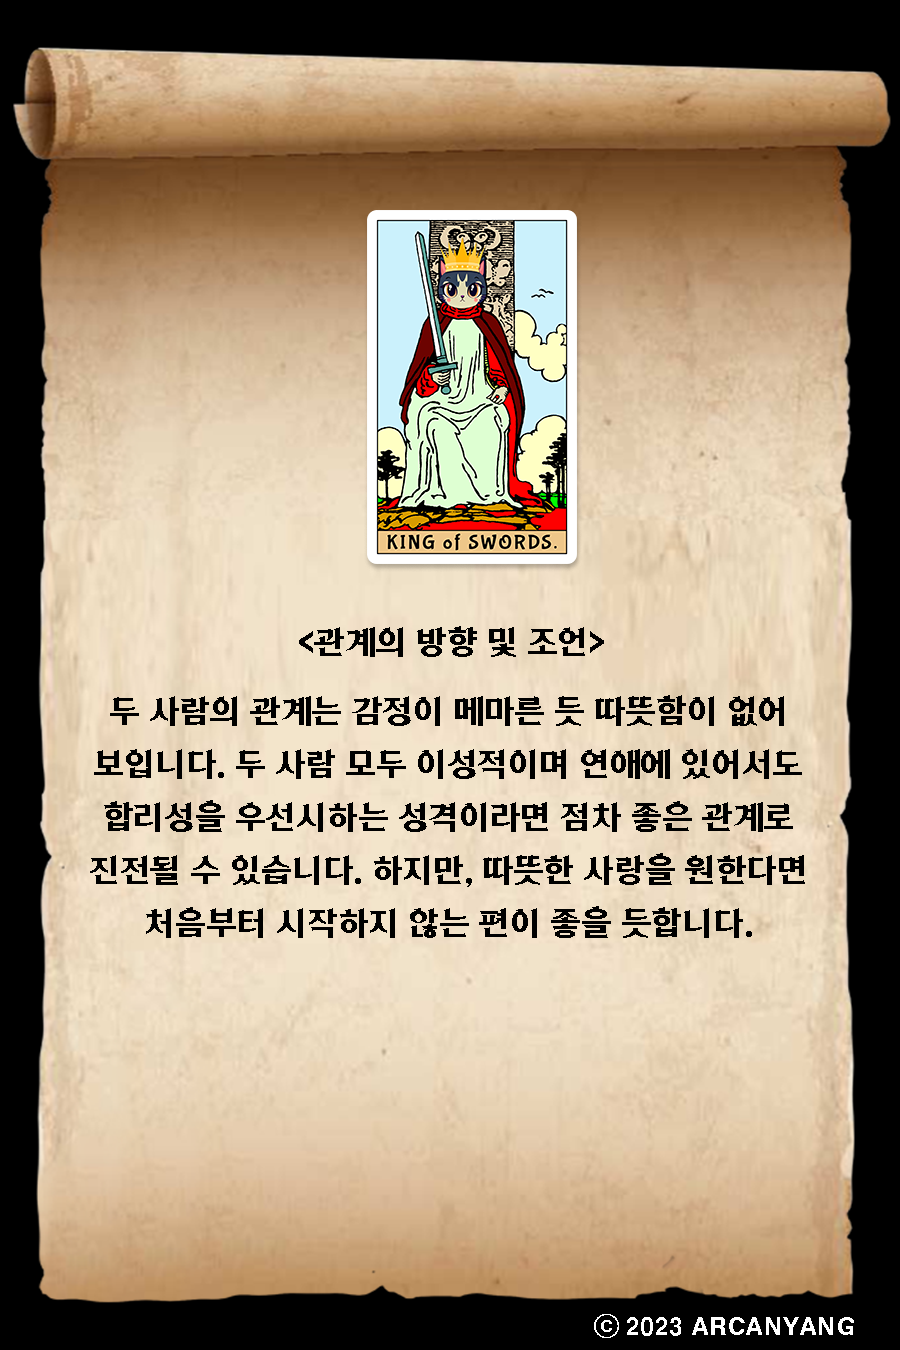 KING of SWORDS.
<관계의 방향 및 조언>
두 사람의 관계는 감정이 메마른 듯 따뜻함이 없어
보입니다. 두 사람 모두 이성적이며 연애에 있어서도
합리성을 우선시하는 성격이라면 점차 좋은 관계로
진전될 수 있습니다. 하지만, 따뜻한 사랑을 원한다면
처음부터 시작하지 않는 편이 좋을 듯합니다.
ⓒ 2023 ARCANYANG